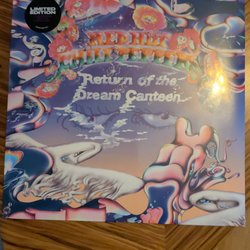 LIMITED
EDITION
RED HOT
CHILI PEPPERS
Return of the
Dream Canteen